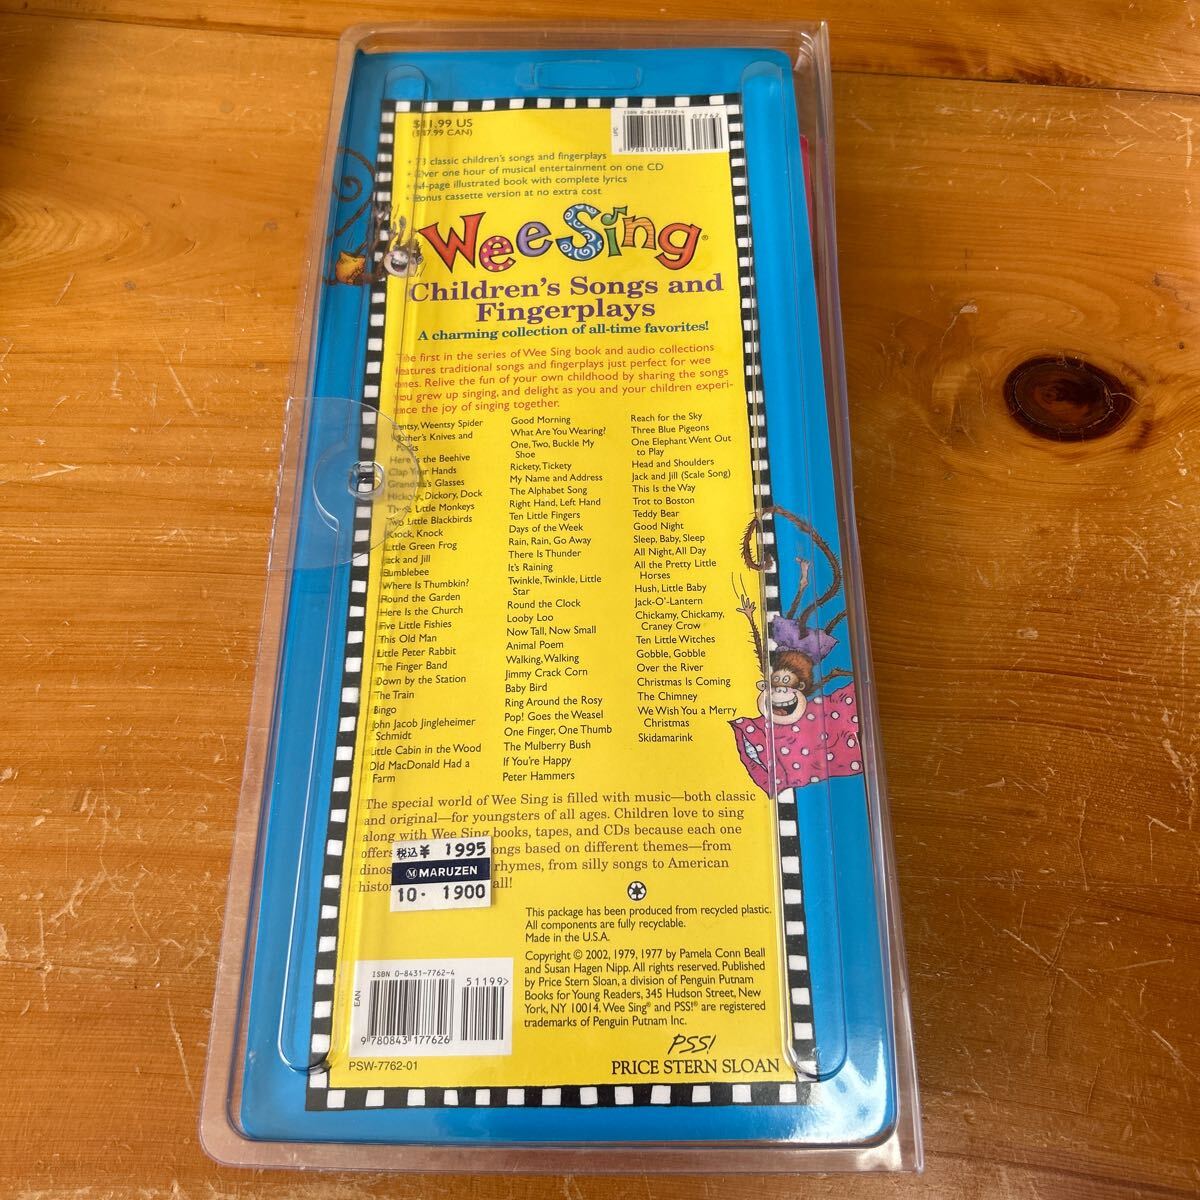 $11.99 US
($17.99 CAN)
ISBN 0-8431-7762-4
07762
UPC
73 classic children's songs and fingerplays
Over one hour of musical entertainment on one CD
64-page illustrated book with complete lyrics
Bonus cassette version at no extra cost
Wee Sing®
Children's Songs and
Fingerplays
A charming collection of all-time favorites!
The first in the series of Wee Sing book and audio collections
features traditional songs and fingerplays just perfect for wee
ones. Relive the fun of your own childhood by sharing the songs
you grew up singing, and delight as you and your children experi-
ence the joy of singing together.
Eentsy, Weentsy Spider
Mother's Knives and
Forks
Here Is the Beehive
Clap Your Hands
Grandma's Glasses
Hickory, Dickory, Dock
Three Little Monkeys
Two Little Blackbirds
Knock, Knock
Little Green Frog
Jack and Jill
Bumblebee
Where Is Thumbkin?
Round the Garden
Here Is the Church
Five Little Fishies
This Old Man
Little Peter Rabbit
The Finger Band
Down by the Station
The Train
Bingo
John Jacob Jingleheimer
Schmidt
Little Cabin in the Wood
Old MacDonald Had a
Farm
Good Morning
What Are You Wearing?
One, Two, Buckle My
Shoe
Rickety, Tickety
My Name and Address
The Alphabet Song
Right Hand, Left Hand
Ten Little Fingers
Days of the Week
Rain, Rain, Go Away
There Is Thunder
It's Raining
Twinkle, Twinkle, Little
Star
Round the Clock
Looby Loo
Now Tall, Now Small
Animal Poem
Walking, Walking
Jimmy Crack Corn
Baby Bird
Ring Around the Rosy
Pop! Goes the Weasel
One Finger, One Thumb
The Mulberry Bush
If You're Happy
Peter Hammers
Reach for the Sky
Three Blue Pigeons
One Elephant Went Out
to Play
Head and Shoulders
Jack and Jill (Scale Song)
This Is the Way
Trot to Boston
Teddy Bear
Good Night
Sleep, Baby, Sleep
All Night, All Day
All the Pretty Little
Horses
Hush, Little Baby
Jack-O'-Lantern
Chickamy, Chickamy,
Craney Crow
Ten Little Witches
Gobble, Gobble
Over the River
Christmas Is Coming
The Chimney
We Wish You a Merry
Christmas
Skidamarink
The special world of Wee Sing is filled with music—both classic
and original—for youngsters of all ages. Children love to sing
along with Wee Sing books, tapes, and CDs because each one
offers songs based on different themes—from
dinos rhymes, from silly songs to American
histor all!
税込¥ 1995
MARUZEN
10· 1900
This package has been produced from recycled plastic.
All components are fully recyclable.
Made in the U.S.A.
Copyright © 2002, 1979, 1977 by Pamela Conn Beall
and Susan Hagen Nipp. All rights reserved. Published
by Price Stern Sloan, a division of Penguin Putnam
Books for Young Readers, 345 Hudson Street, New
York, NY 10014. Wee Sing® and PSS!® are registered
trademarks of Penguin Putnam Inc.
ISBN 0-8431-7762-4
51199>
EAN
9 780843 177626
PSW-7762-01
PSS!
PRICE STERN SLOAN